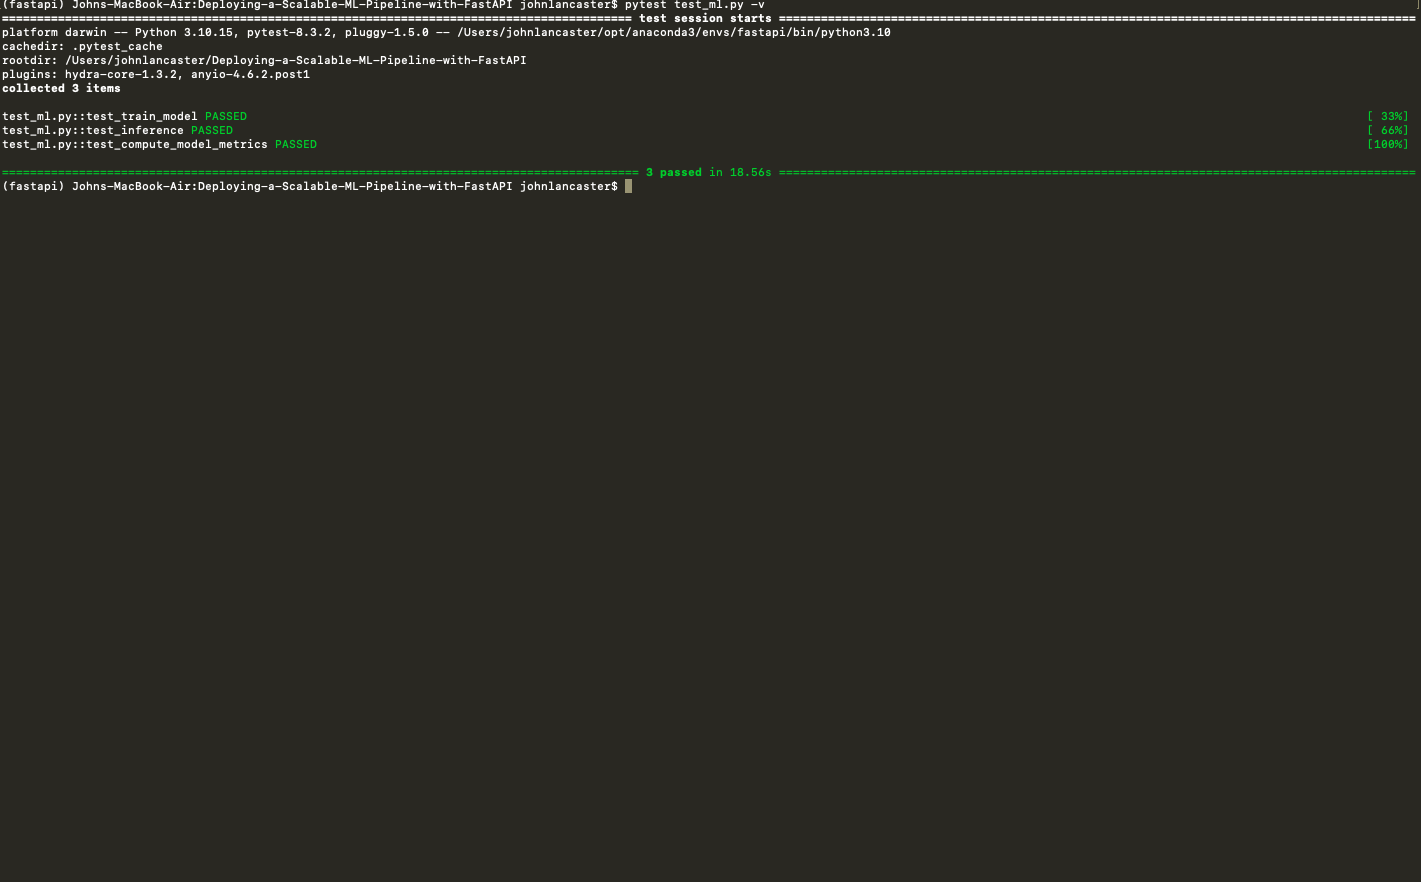 (fastapi) Johns-MacBook-Air:Deploying-a-Scalable-ML-Pipeline-with-FastAPI johnlancaster$ pytest test_ml.py -v
========================================================================================== test session starts ===========================================================================================
platform darwin -- Python 3.10.15, pytest-8.3.2, pluggy-1.5.0 -- /Users/johnlancaster/opt/anaconda3/envs/fastapi/bin/python3.10
cachedir: .pytest_cache
rootdir: /Users/johnlancaster/Deploying-a-Scalable-ML-Pipeline-with-FastAPI
plugins: hydra-core-1.3.2, anyio-4.6.2.post1
collected 3 items
test_ml.py::test_train_model PASSED [ 33%]
test_ml.py::test_inference PASSED [ 66%]
test_ml.py::test_compute_model_metrics PASSED [100%]
=========================================================================================== 3 passed in 18.56s ===========================================================================================
(fastapi) Johns-MacBook-Air:Deploying-a-Scalable-ML-Pipeline-with-FastAPI johnlancaster$